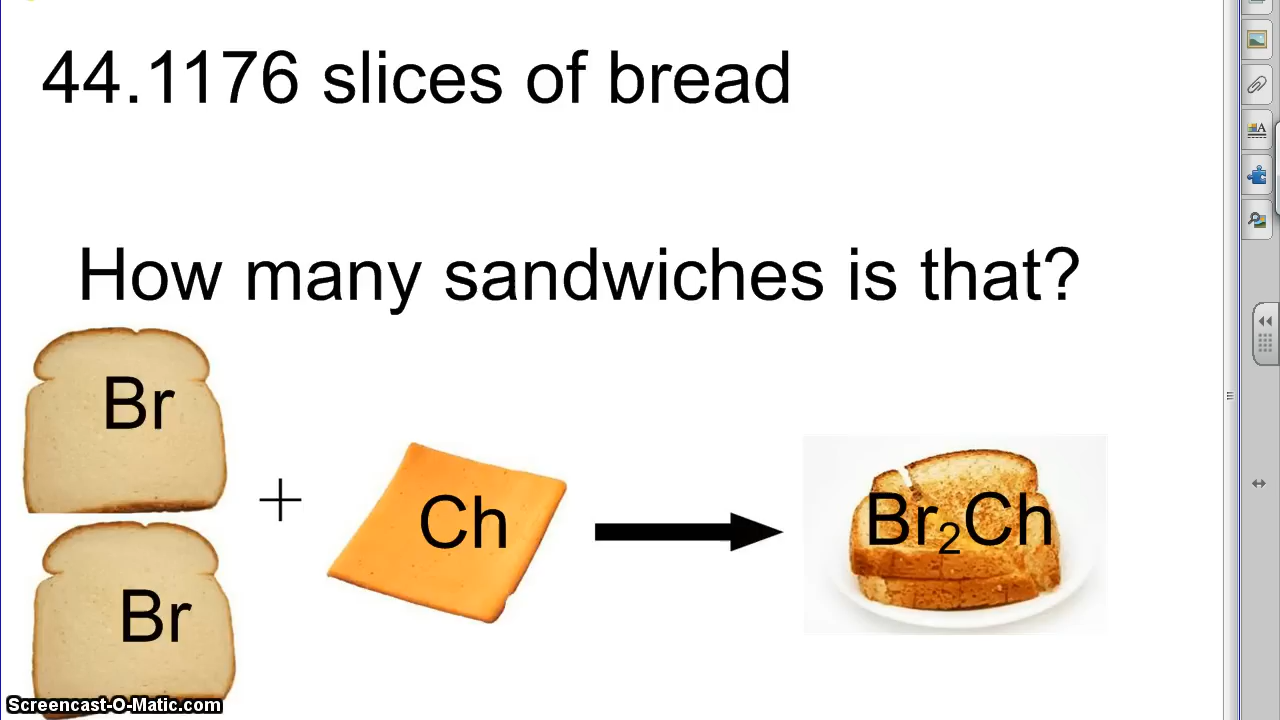 44.1176 slices of bread
How many sandwiches is that?
Br
+
Ch
Br₂Ch
Br
Screencast-O-Matic.com